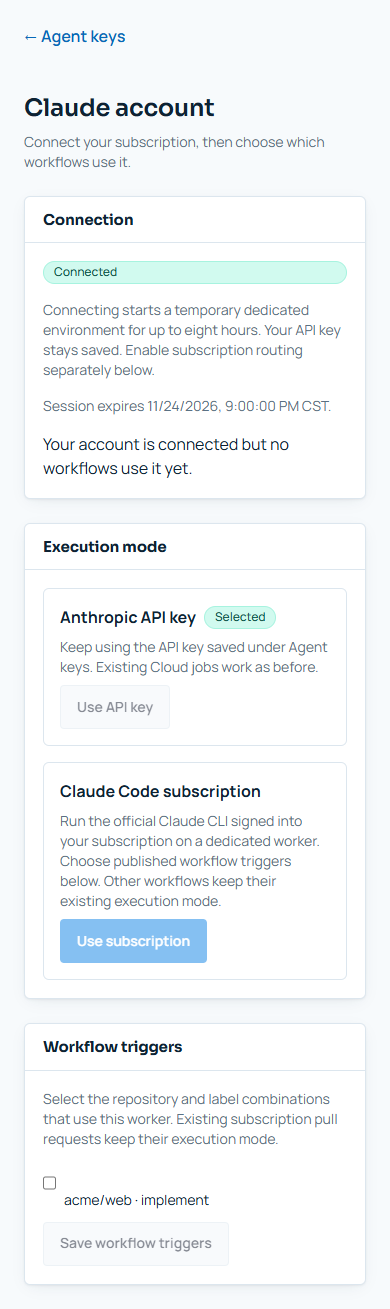 ← Agent keys
Claude account
Connect your subscription, then choose which
workflows use it.
Connection
Connected
Connecting starts a temporary dedicated
environment for up to eight hours. Your API key
stays saved. Enable subscription routing
separately below.
Session expires 11/24/2026, 9:00:00 PM CST.
Your account is connected but no
workflows use it yet.
Execution mode
Anthropic API key Selected
Keep using the API key saved under Agent
keys. Existing Cloud jobs work as before.
Use API key
Claude Code subscription
Run the official Claude CLI signed into
your subscription on a dedicated worker.
Choose published workflow triggers
below. Other workflows keep their
existing execution mode.
Use subscription
Workflow triggers
Select the repository and label combinations
that use this worker. Existing subscription pull
requests keep their execution mode.
acme/web · implement
Save workflow triggers